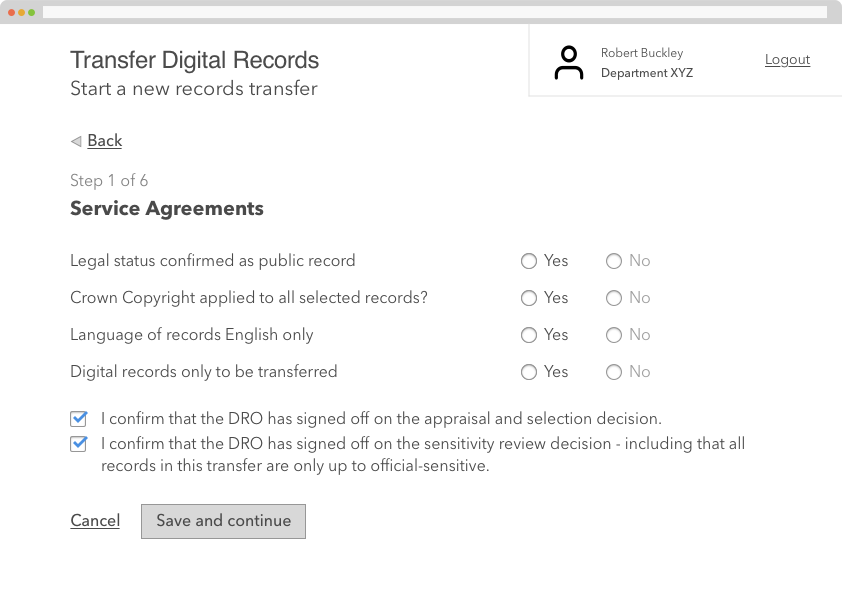 Transfer Digital Records
Start a new records transfer
Robert Buckley
Department XYZ
Logout
Back
Step 1 of 6
Service Agreements
Legal status confirmed as public record Yes No
Crown Copyright applied to all selected records? Yes No
Language of records English only Yes No
Digital records only to be transferred Yes No
I confirm that the DRO has signed off on the appraisal and selection decision.
I confirm that the DRO has signed off on the sensitivity review decision - including that all
records in this transfer are only up to official-sensitive.
Cancel Save and continue